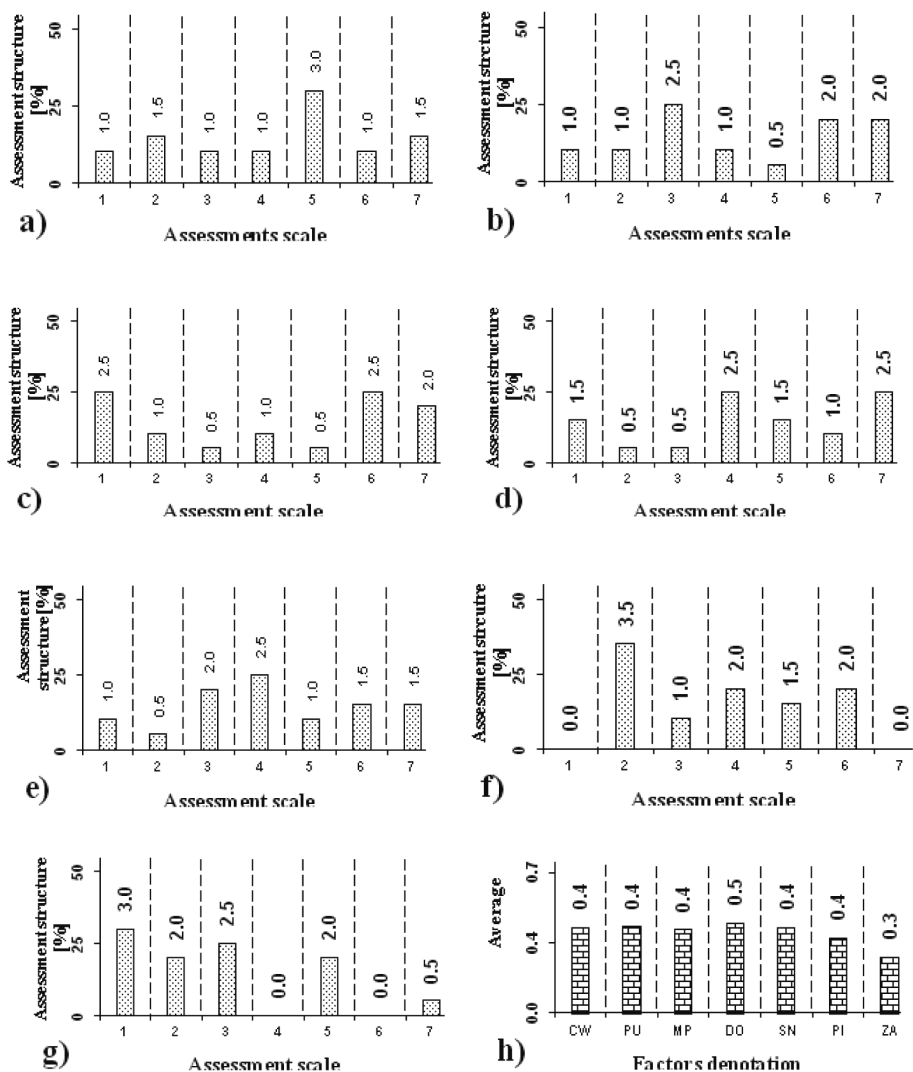 Assessment structure
[%]
50
25
0
1.0
1.5
1.0
1.0
3.0
1.0
1.5
1 2 3 4 5 6 7
a)
Assessments scale
Assessment structure
[%]
50
25
0
1.0
1.0
2.5
1.0
0.5
2.0
2.0
1 2 3 4 5 6 7
b)
Assessments scale
Assessment structure
[%]
50
25
0
2.5
1.0
0.5
1.0
0.5
2.5
2.0
1 2 3 4 5 6 7
c)
Assessment scale
Assessment structure
[%]
50
25
0
1.5
0.5
0.5
2.5
1.5
1.0
2.5
1 2 3 4 5 6 7
d)
Assessment scale
Assessment
structure [%]
50
25
0
1.0
0.5
2.0
2.5
1.0
1.5
1.5
1 2 3 4 5 6 7
e)
Assessment scale
Assessment strcuitre
[%]
50
25
0
0.0
3.5
1.0
2.0
1.5
2.0
0.0
1 2 3 4 5 6 7
f)
Assessment scale
Assessment structure
[%]
50
25
0
3.0
2.0
2.5
0.0
2.0
0.0
0.5
1 2 3 4 5 6 7
g)
Assessment scale
Average
0.7
0.4
0.0
0.4
0.4
0.4
0.5
0.4
0.4
0.3
CW PU MP DO SN PI ZA
h)
Factors denotation